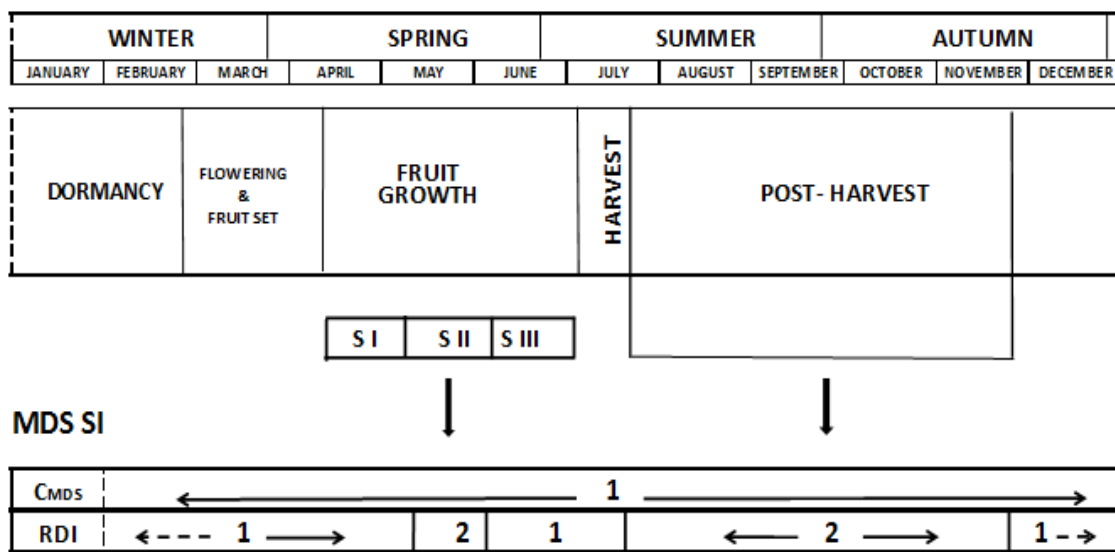 WINTER SPRING SUMMER AUTUMN
JANUARY FEBRUARY MARCH APRIL MAY JUNE JULY AUGUST SEPTEMBER OCTOBER NOVEMBER DECEMBER
DORMANCY
FLOWERING
&
FRUIT SET
FRUIT
GROWTH
HARVEST
POST- HARVEST
S I S II S III
MDS SI
CMDS 1
RDI 1 2 1 2 1